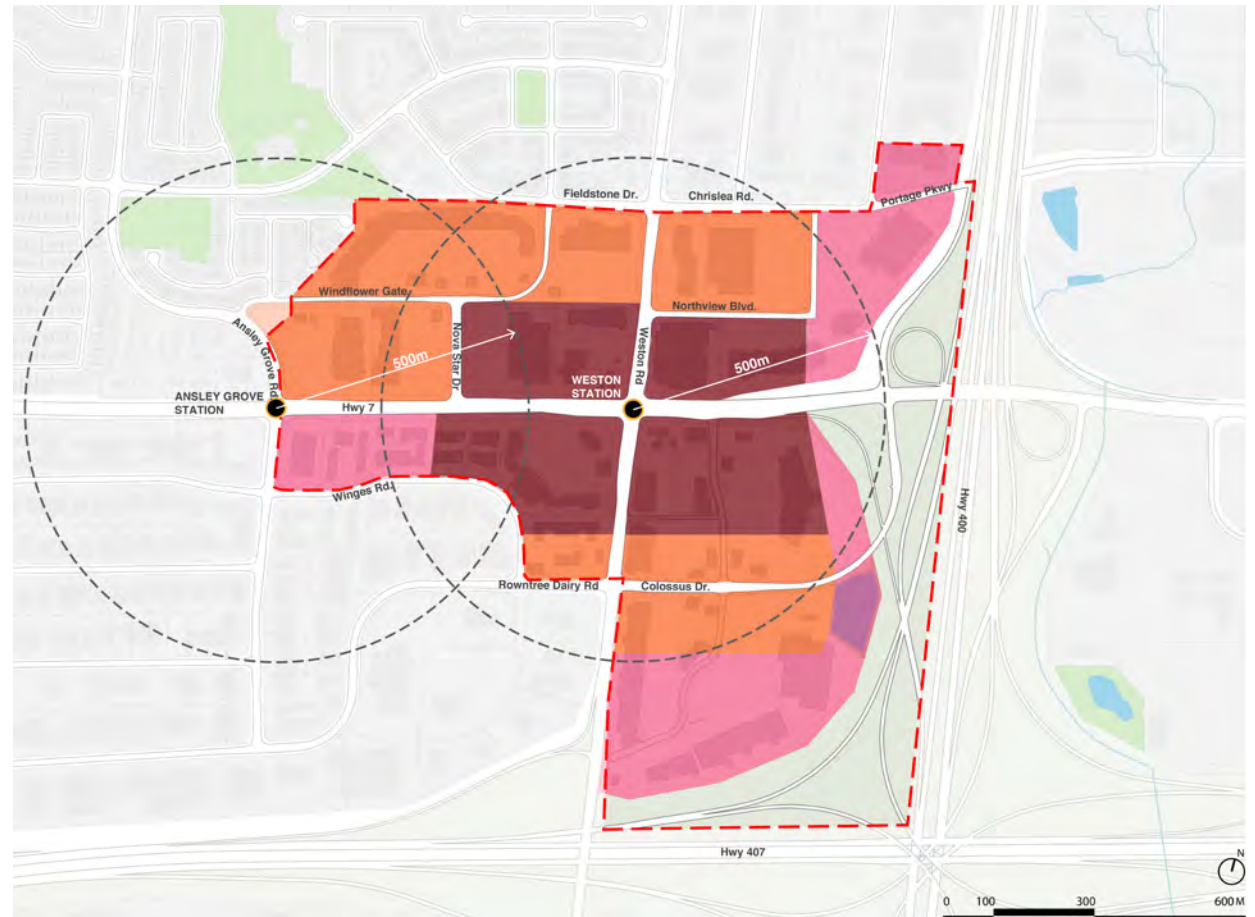 Fieldstone Dr.
Chrislea Rd.
Portage Pkwy
Windflower Gate
Northview Blvd.
Ansley Grove Rd
Nova Star Dr
Weston Rd
500m
500m
ANSLEY GROVE
STATION
WESTON
STATION
Hwy 7
Winges Rd
Hwy 400
Rowntree Dairy Rd
Colossus Dr.
Hwy 407
N
0 100 300 600 M